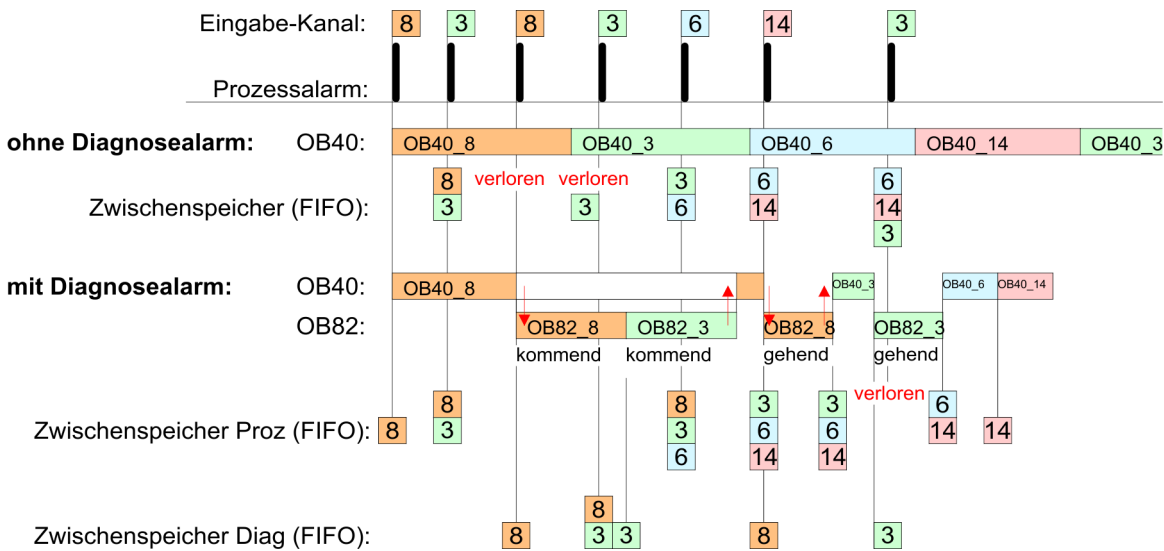 Eingabe-Kanal: 8 3 8 3 6 14 3
Prozessalarm:
ohne Diagnosealarm: OB40: OB40_8 OB40_3 OB40_6 OB40_14 OB40_3
8 verloren verloren 3 6 6
Zwischenspeicher (FIFO): 3 3 6 14 14
3
mit Diagnosealarm: OB40: OB40_8 OB40_3 OB40_6 OB40_14
OB82: OB82_8 OB82_3 OB82_8 OB82_3
kommend kommend gehend gehend
verloren
8 8 3 3 6
Zwischenspeicher Proz (FIFO): 8 3 3 6 6 14 14
6 14 14
8
Zwischenspeicher Diag (FIFO): 8 3 3 8 3